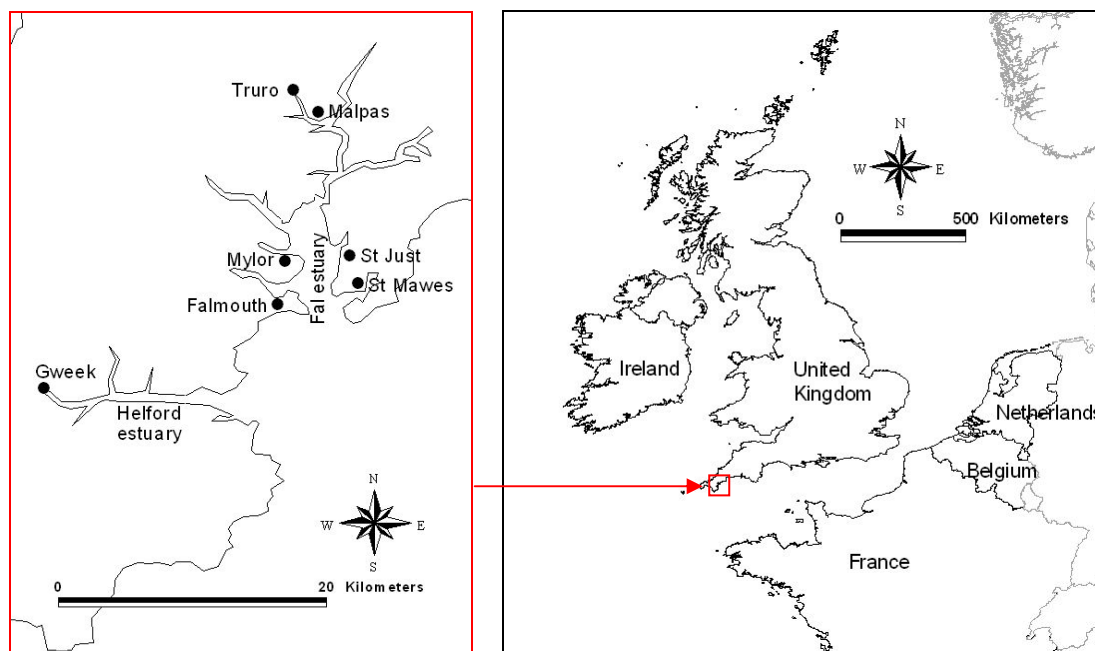 Truro
Malpas
Mylor
Fal estuary
St Just
St Mawes
Falmouth
Gweek
Helford
estuary
N
W
E
S
0
20 Kilometers
N
W
E
S
0
500 Kilometers
Ireland
United
Kingdom
Netherlands
Belgium
France